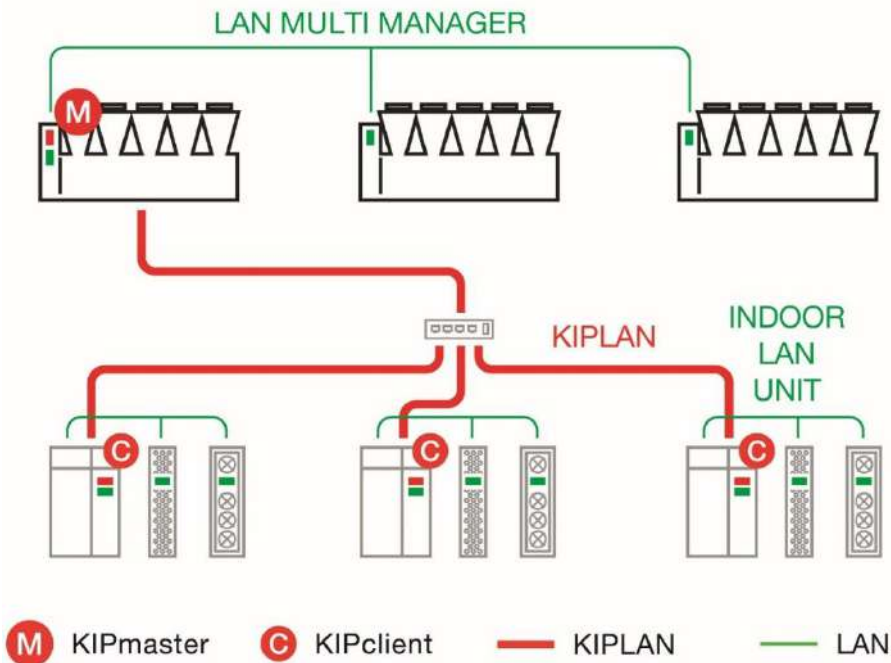 LAN MULTI MANAGER
M
KIPLAN
INDOOR
LAN
UNIT
C
C
C
M KIPmaster
C KIPclient
KIPLAN
LAN